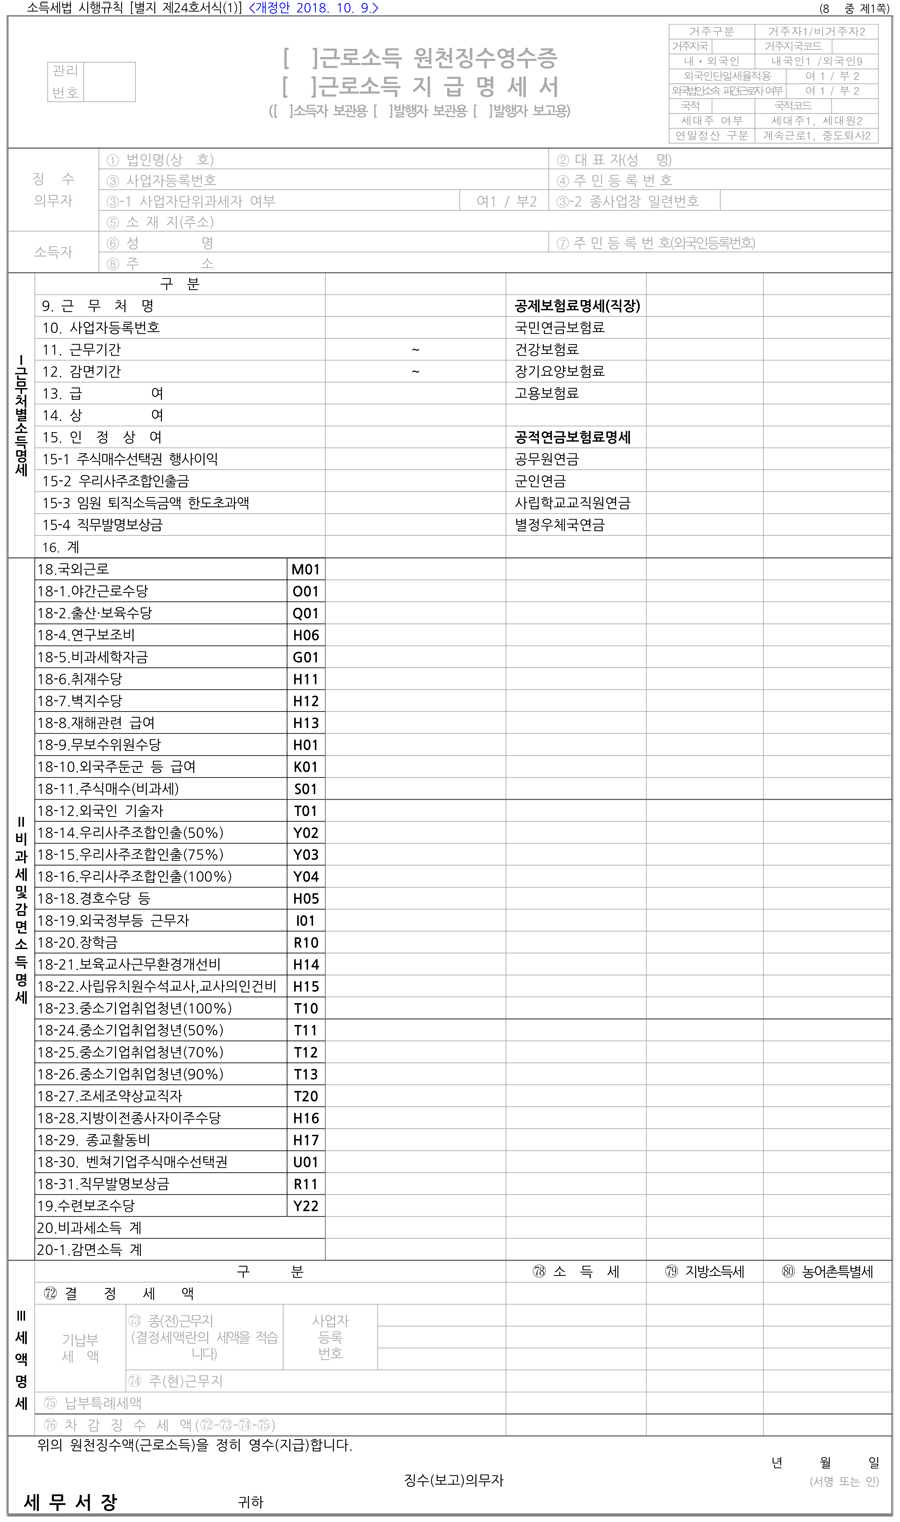 소득세법 시행규칙 [별지 제24호서식(1)] <개정안 2018. 10. 9.>
(8 중 제1쪽)
관리
번호
[ ]근로소득 원천징수영수증
[ ]근로소득 지 급 명 세 서
([ ]소득자 보관용 [ ]발행자 보관용 [ ]발행자 보고용)
거주구분 거주자1/비거주자2
거주지국 거주지국코드
내·외국인 내국인1 /외국인9
외국인단일세율적용 여 1 / 부 2
외국법인소속 파견근로자 여부 여 1 / 부 2
국적 국적코드
세대주 여부 세대주1, 세대원2
연말정산 구분 계속근로1, 중도퇴사2
징 수
의무자
① 법인명(상 호) ② 대 표 자(성 명)
③ 사업자등록번호 ④ 주 민 등 록 번 호
③-1 사업자단위과세자 여부 여1 / 부2 ③-2 종사업장 일련번호
⑤ 소 재 지(주소)
소득자
⑥ 성 명 ⑦ 주 민 등 록 번 호(외국인등록번호)
⑧ 주 소
Ⅰ근무처별소득명세
구 분
9. 근 무 처 명 공제보험료명세(직장)
10. 사업자등록번호 국민연금보험료
11. 근무기간 ~ 건강보험료
12. 감면기간 ~ 장기요양보험료
13. 급 여 고용보험료
14. 상 여
15. 인 정 상 여 공적연금보험료명세
15-1 주식매수선택권 행사이익 공무원연금
15-2 우리사주조합인출금 군인연금
15-3 임원 퇴직소득금액 한도초과액 사립학교교직원연금
15-4 직무발명보상금 별정우체국연금
16. 계
Ⅱ비과세및감면소득명세
18.국외근로 M01
18-1.야간근로수당 O01
18-2.출산·보육수당 Q01
18-4.연구보조비 H06
18-5.비과세학자금 G01
18-6.취재수당 H11
18-7.벽지수당 H12
18-8.재해관련 급여 H13
18-9.무보수위원수당 H01
18-10.외국주둔군 등 급여 K01
18-11.주식매수(비과세) S01
18-12.외국인 기술자 T01
18-14.우리사주조합인출(50%) Y02
18-15.우리사주조합인출(75%) Y03
18-16.우리사주조합인출(100%) Y04
18-18.경호수당 등 H05
18-19.외국정부등 근무자 I01
18-20.장학금 R10
18-21.보육교사근무환경개선비 H14
18-22.사립유치원수석교사,교사의인건비 H15
18-23.중소기업취업청년(100%) T10
18-24.중소기업취업청년(50%) T11
18-25.중소기업취업청년(70%) T12
18-26.중소기업취업청년(90%) T13
18-27.조세조약상교직자 T20
18-28.지방이전종사자이주수당 H16
18-29. 종교활동비 H17
18-30. 벤쳐기업주식매수선택권 U01
18-31.직무발명보상금 R11
19.수련보조수당 Y22
20.비과세소득 계
20-1.감면소득 계
Ⅲ세액명세
구 분 ㊆ 소 득 세 ㊇ 지방소득세 ㊿ 농어촌특별세
㉒ 결 정 세 액
기납부
세 액
㉓ 종(전)근무지
(결정세액란의 세액을 적습
니다)
사업자
등록
번호
㉔ 주(현)근무지
㉕ 납부특례세액
㉖ 차 감 징 수 세 액(㉒-㉓-㉔-㉕)
위의 원천징수액(근로소득)을 정히 영수(지급)합니다.
년 월 일
징수(보고)의무자 (서명 또는 인)
세 무 서 장 귀하